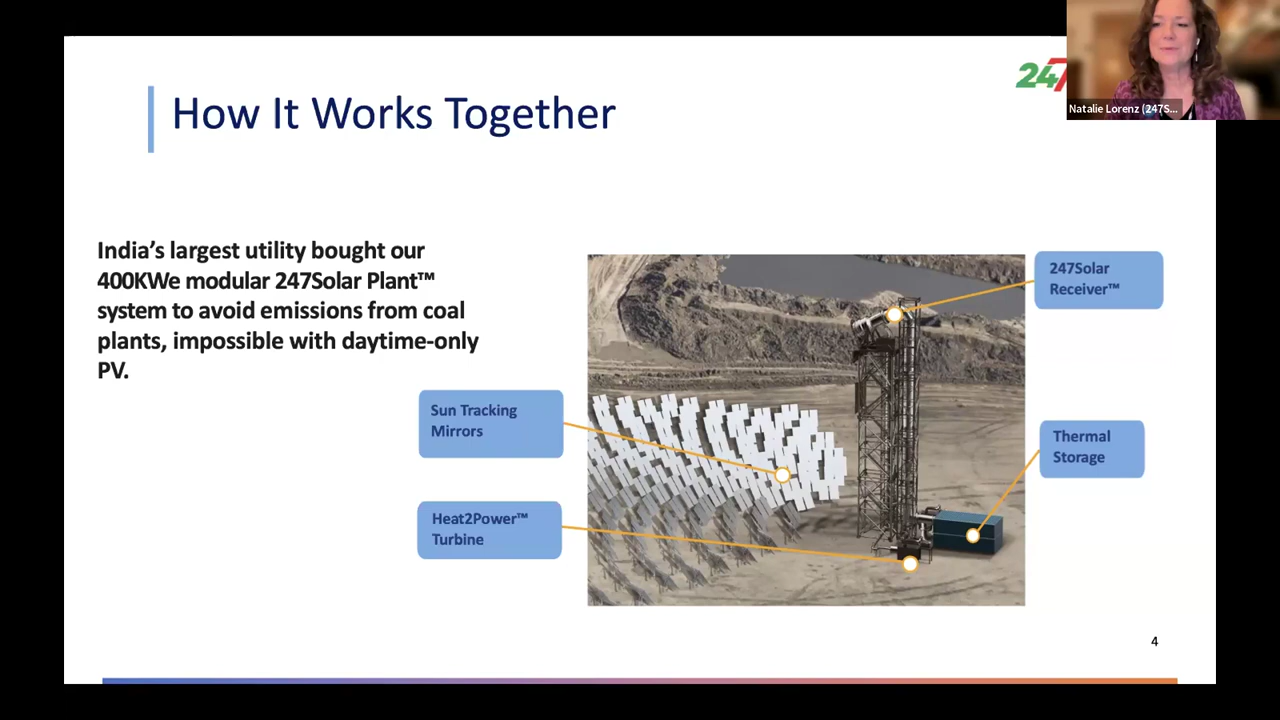 247
Natalie Lorenz (247S...
How It Works Together
India's largest utility bought our
400KWe modular 247Solar Plant™
system to avoid emissions from coal
plants, impossible with daytime-only
PV.
247Solar
Receiver™
Sun Tracking
Mirrors
Thermal
Storage
Heat2Power™
Turbine
4